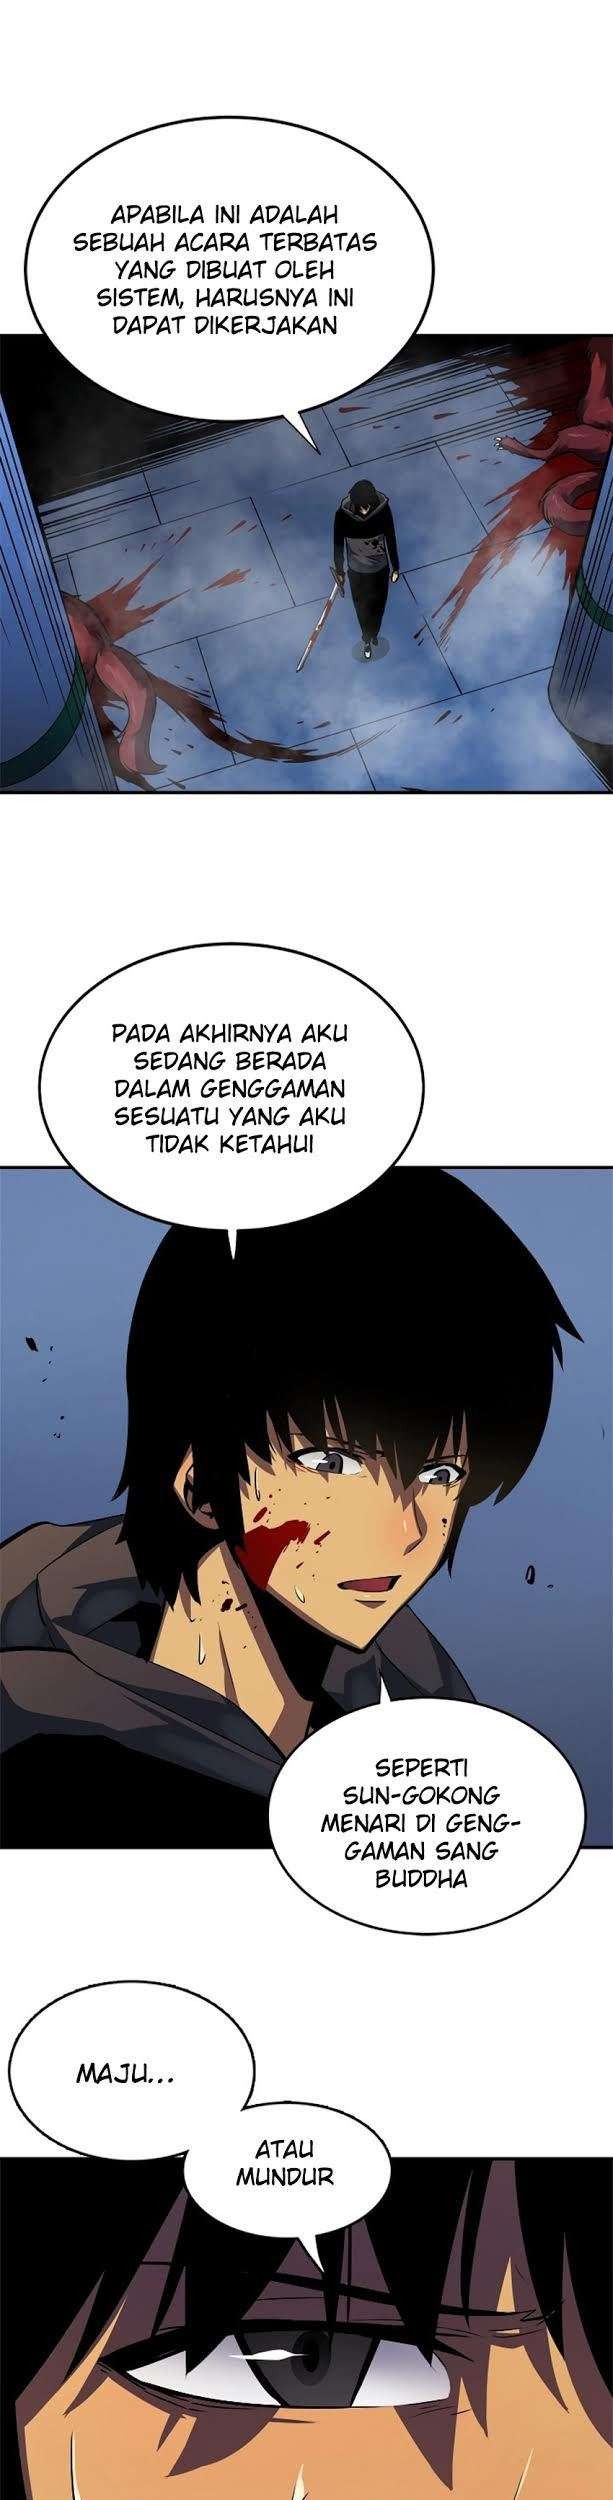 APABILA INI ADALAH
SEBUAH ACARA TERBATAS
YANG DIBUAT OLEH
SISTEM, HARUSNYA INI
DAPAT DIKERJAKAN
PADA AKHIRNYA AKU
SEDANG BERADA
DALAM GENGGAMAN
SESUATU YANG AKU
TIDAK KETAHUI
SEPERTI
SUN-GOKONG
MENARI DI GENG-
GAMAN SANG
BUDDHA
MAJU...
ATAU
MUNDUR